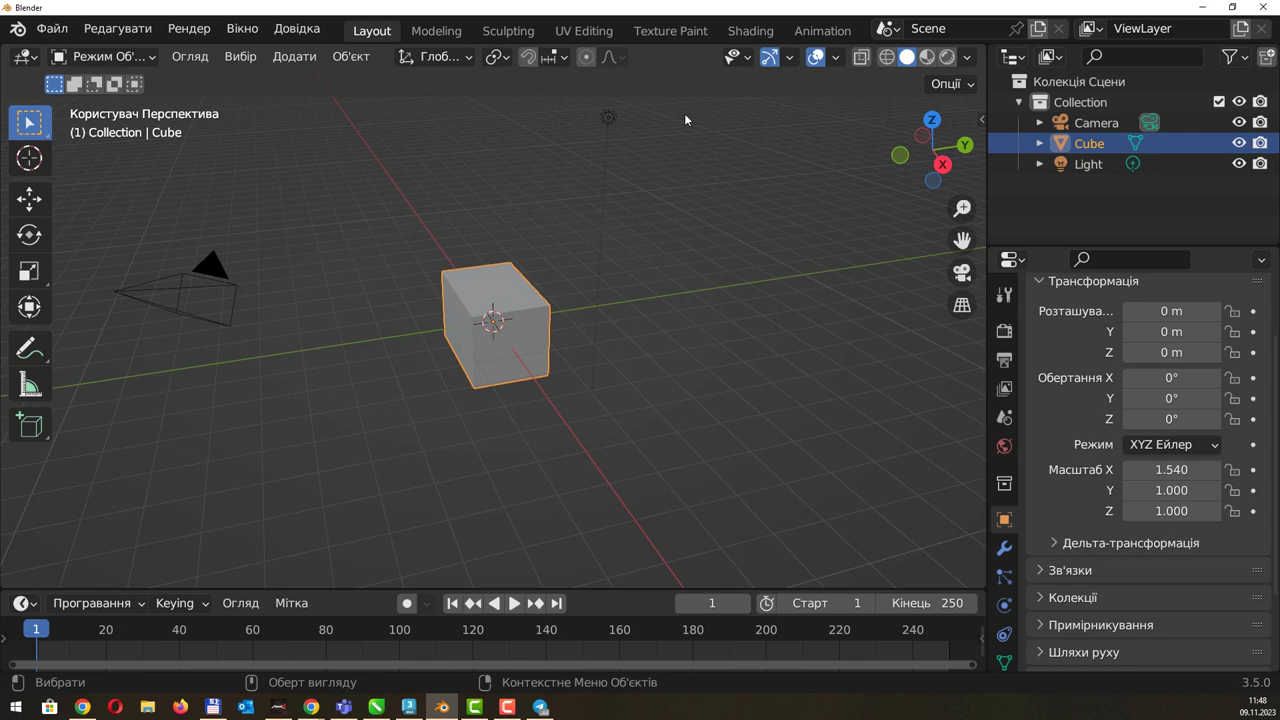 Blender
Файл Редагувати Рендер Вікно Довідка Layout Modeling Sculpting UV Editing Texture Paint Shading Animation Scene ViewLayer
Режим Об'... Огляд Вибір Додати Об'єкт Глоб...
Опції
Користувач Перспектива
(1) Collection | Cube
Z
Y
X
Колекція Сцени
Collection
Camera
Cube
Light
Трансформація
Розташува... 0 m
Y 0 m
Z 0 m
Обертання X 0°
Y 0°
Z 0°
Режим XYZ Ейлер
Масштаб X 1.540
Y 1.000
Z 1.000
Дельта-трансформація
Зв'язки
Колекції
Примірникування
Шляхи руху
Програвання Keying Огляд Мітка 1 Старт 1 Кінець 250
1 20 40 60 80 100 120 140 160 180 200 220 240
Вибрати Оберт вигляду Контекстне Меню Об'єктів 3.5.0
11:48
09.11.2023